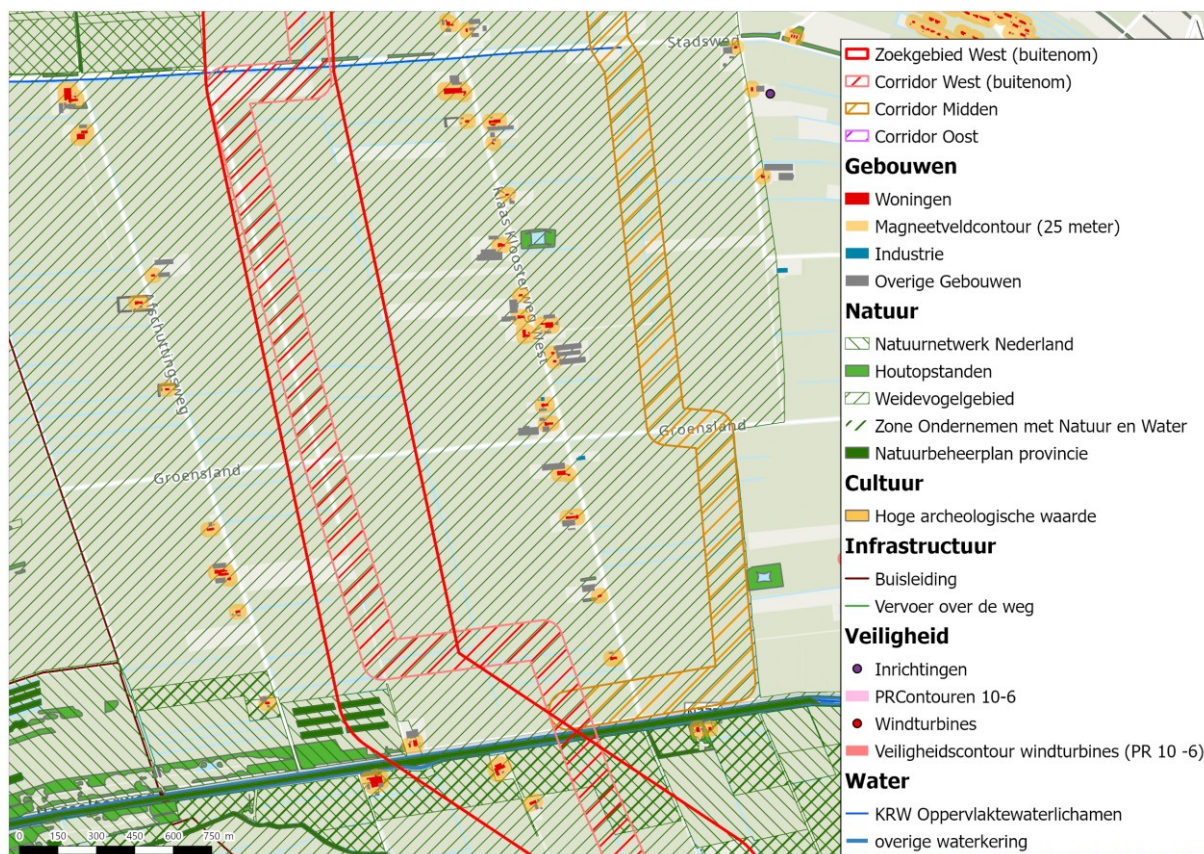 Stadsweg
Zoekgebied West (buitenom)
Corridor West (buitenom)
Corridor Midden
Corridor Oost
Gebouwen
Woningen
Magneetveldcontour (25 meter)
Industrie
Overige Gebouwen
Natuur
Natuurnetwerk Nederland
Houtopstanden
Weidevogelgebied
Zone Ondernemen met Natuur en Water
Natuurbeheerplan provincie
Cultuur
Hoge archeologische waarde
Infrastructuur
Buisleiding
Vervoer over de weg
Veiligheid
Inrichtingen
PRContouren 10-6
Windturbines
Veiligheidscontour windturbines (PR 10 -6)
Water
KRW Oppervlaktewaterlichamen
overige waterkering
Klaas Kloosterweg West
Groensland
Groensland
0 150 300 450 600 750 m